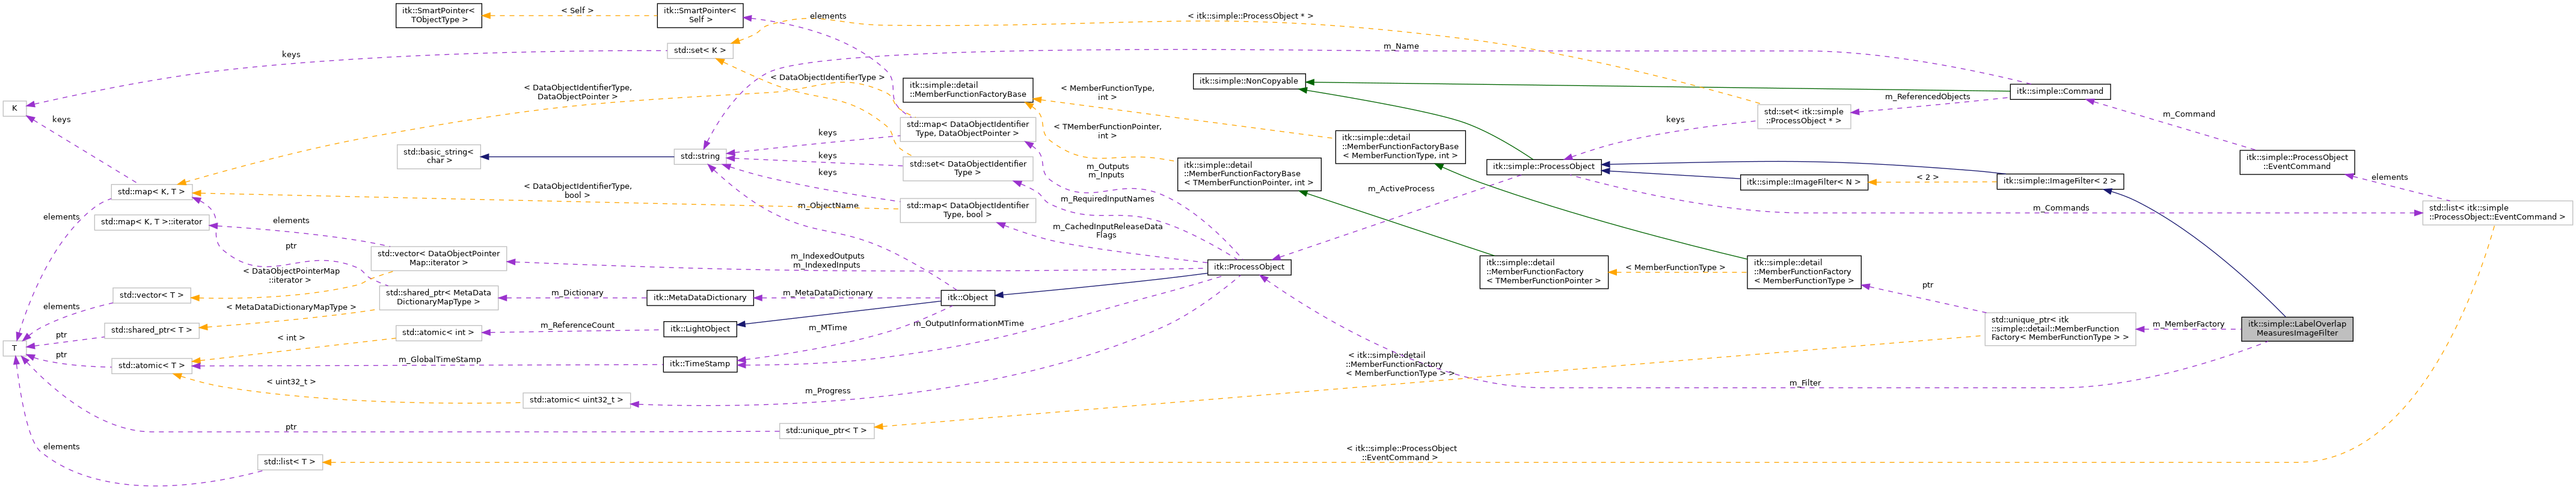 itk::SmartPointer<
TObjectType >
< Self >
itk::SmartPointer<
Self >
elements
< itk::simple::ProcessObject * >
std::set< K >
m_Name
keys
< DataObjectIdentifierType >
itk::simple::NonCopyable
itk::simple::detail
::MemberFunctionFactoryBase
< MemberFunctionType,
int >
< DataObjectIdentifierType,
DataObjectPointer >
itk::simple::Command
m_ReferencedObjects
K
keys
std::set< itk::simple
::ProcessObject * >
m_Command
keys
std::map< DataObjectIdentifier
Type, DataObjectPointer >
keys
< TMemberFunctionPointer,
int >
itk::simple::detail
::MemberFunctionFactoryBase
< MemberFunctionType, int >
std::basic_string<
char >
std::string
keys
std::set< DataObjectIdentifier
Type >
m_Outputs
m_Inputs
itk::simple::detail
::MemberFunctionFactoryBase
< TMemberFunctionPointer, int >
itk::simple::ProcessObject
itk::simple::ProcessObject
::EventCommand
keys
itk::simple::ImageFilter< N >
< 2 >
itk::simple::ImageFilter< 2 >
elements
std::map< K, T >
< DataObjectIdentifierType,
bool >
m_ObjectName
std::map< DataObjectIdentifier
Type, bool >
m_RequiredInputNames
m_ActiveProcess
m_Commands
std::list< itk::simple
::ProcessObject::EventCommand >
elements
std::map< K, T >::iterator
elements
m_CachedInputReleaseData
Flags
ptr
std::vector< DataObjectPointer
Map::iterator >
m_IndexedOutputs
m_IndexedInputs
itk::ProcessObject
< DataObjectPointerMap
::iterator >
itk::simple::detail
::MemberFunctionFactory
< TMemberFunctionPointer >
< MemberFunctionType >
itk::simple::detail
::MemberFunctionFactory
< MemberFunctionType >
std::vector< T >
std::shared_ptr< MetaData
DictionaryMapType >
m_Dictionary
itk::MetaDataDictionary
m_MetaDataDictionary
itk::Object
ptr
elements
< MetaDataDictionaryMapType >
std::shared_ptr< T >
ptr
std::atomic< int >
m_ReferenceCount
itk::LightObject
m_MTime
m_OutputInformationMTime
std::unique_ptr< itk
::simple::detail::MemberFunction
Factory< MemberFunctionType > >
m_MemberFactory
itk::simple::LabelOverlap
MeasuresImageFilter
T
< int >
ptr
std::atomic< T >
m_GlobalTimeStamp
itk::TimeStamp
< itk::simple::detail
::MemberFunctionFactory
< MemberFunctionType > >
< uint32_t >
std::atomic< uint32_t >
m_Progress
m_Filter
ptr
std::unique_ptr< T >
elements
std::list< T >
< itk::simple::ProcessObject
::EventCommand >